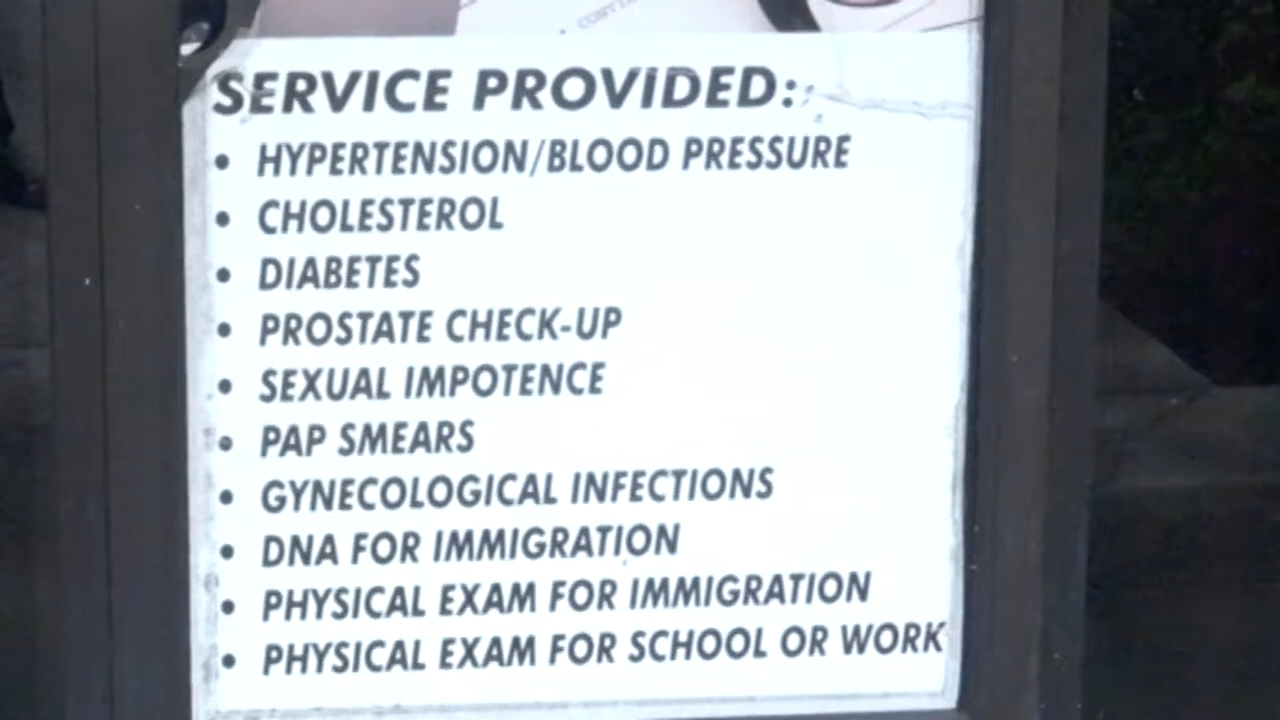 SERVICE PROVIDED:
• HYPERTENSION/BLOOD PRESSURE
• CHOLESTEROL
• DIABETES
• PROSTATE CHECK-UP
• SEXUAL IMPOTENCE
• PAP SMEARS
• GYNECOLOGICAL INFECTIONS
• DNA FOR IMMIGRATION
• PHYSICAL EXAM FOR IMMIGRATION
• PHYSICAL EXAM FOR SCHOOL OR WORK